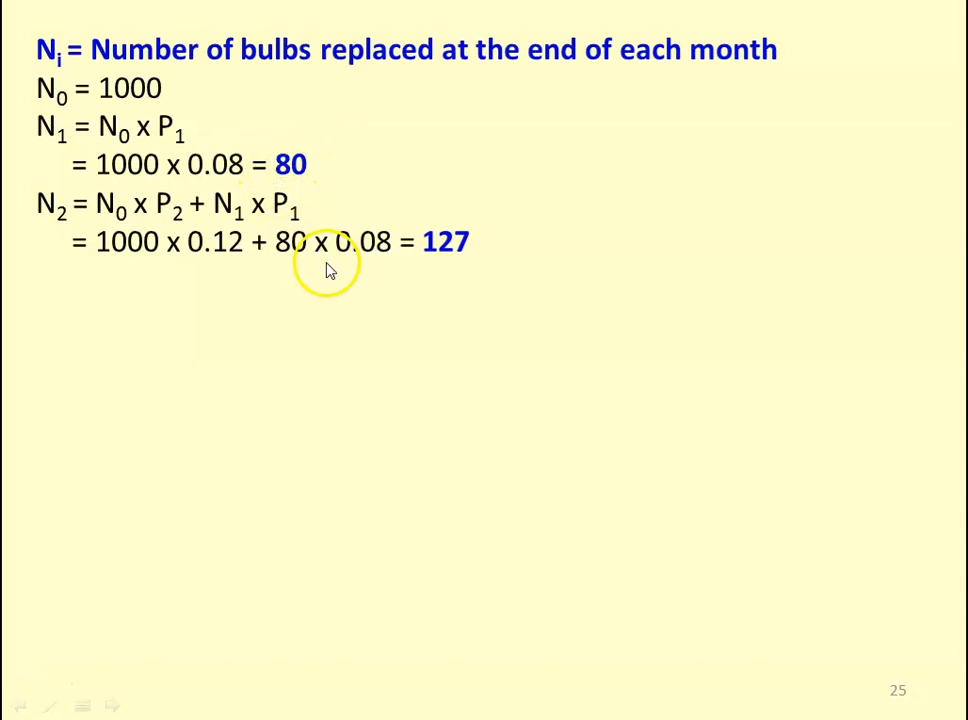 Nᵢ = Number of bulbs replaced at the end of each month
N₀ = 1000
N₁ = N₀ x P₁
= 1000 x 0.08 = 80
N₂ = N₀ x P₂ + N₁ x P₁
= 1000 x 0.12 + 80 x 0.08 = 127
25